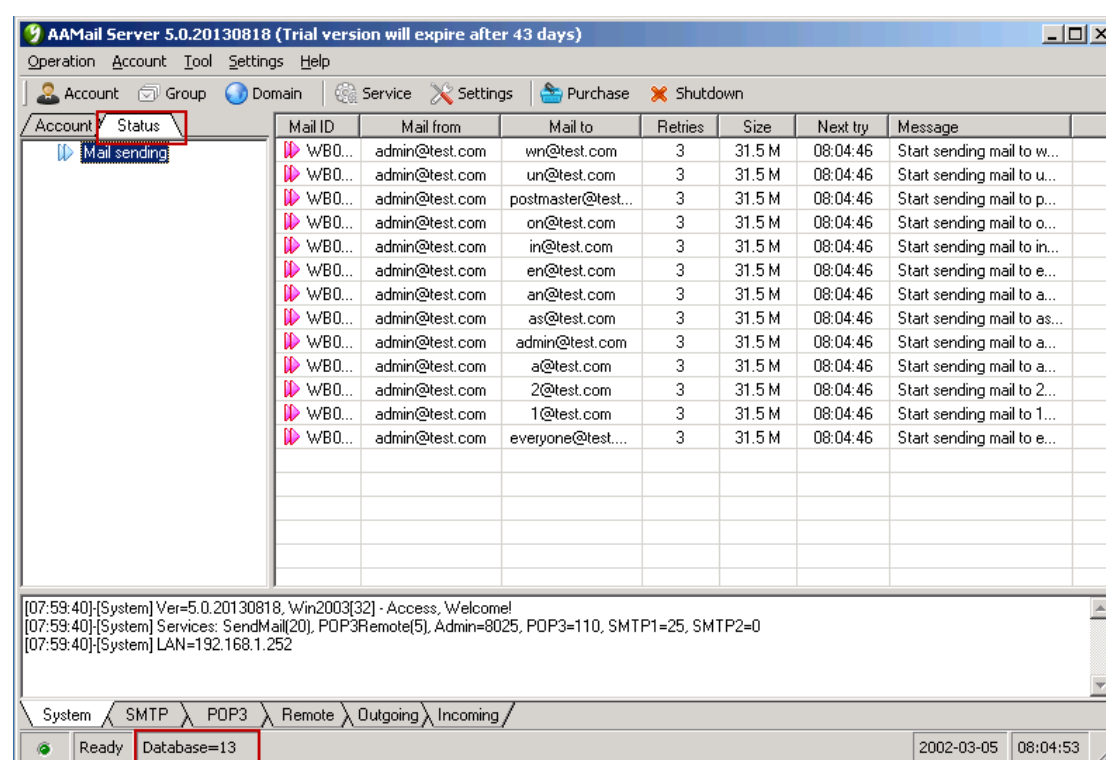 AAMail Server 5.0.20130818 (Trial version will expire after 43 days)
Operation Account Tool Settings Help
Account Group Domain Service Settings Purchase Shutdown
Account Status
Mail sending
Mail ID Mail from Mail to Retries Size Next try Message
WB0... admin@test.com wn@test.com 3 31.5 M 08:04:46 Start sending mail to w...
WB0... admin@test.com un@test.com 3 31.5 M 08:04:46 Start sending mail to u...
WB0... admin@test.com postmaster@test... 3 31.5 M 08:04:46 Start sending mail to p...
WB0... admin@test.com on@test.com 3 31.5 M 08:04:46 Start sending mail to o...
WB0... admin@test.com in@test.com 3 31.5 M 08:04:46 Start sending mail to in...
WB0... admin@test.com en@test.com 3 31.5 M 08:04:46 Start sending mail to e...
WB0... admin@test.com an@test.com 3 31.5 M 08:04:46 Start sending mail to a...
WB0... admin@test.com as@test.com 3 31.5 M 08:04:46 Start sending mail to as...
WB0... admin@test.com admin@test.com 3 31.5 M 08:04:46 Start sending mail to a...
WB0... admin@test.com a@test.com 3 31.5 M 08:04:46 Start sending mail to a...
WB0... admin@test.com 2@test.com 3 31.5 M 08:04:46 Start sending mail to 2...
WB0... admin@test.com 1@test.com 3 31.5 M 08:04:46 Start sending mail to 1...
WB0... admin@test.com everyone@test.... 3 31.5 M 08:04:46 Start sending mail to e...
[07:59:40]-[System] Ver=5.0.20130818, Win2003[32] - Access, Welcome!
[07:59:40]-[System] Services: SendMail(20), POP3Remote(5), Admin=8025, POP3=110, SMTP1=25, SMTP2=0
[07:59:40]-[System] LAN=192.168.1.252
System SMTP POP3 Remote Outgoing Incoming
Ready Database=13 2002-03-05 08:04:53